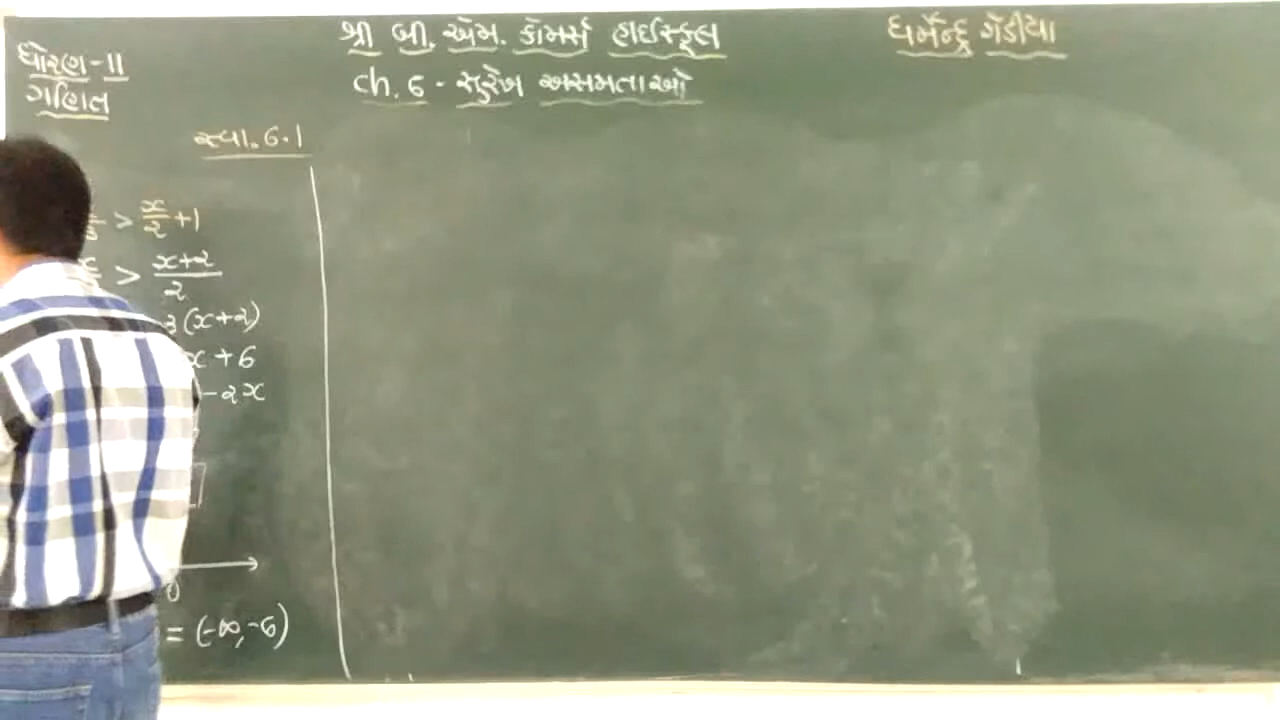 શ્રી બી. એમ. કોમર્સ હાઈસ્કૂલ
ધર્મેન્દ્ર ગેડીયા
ધોરણ-11
ગણિત
ch. 6 - સુરેખ અસમતાઓ
સ્વા. 6.1
> x/2 + 1
> (x+2)/2
3(x+2)
x + 6
-2x
0
= (-∞, -6)